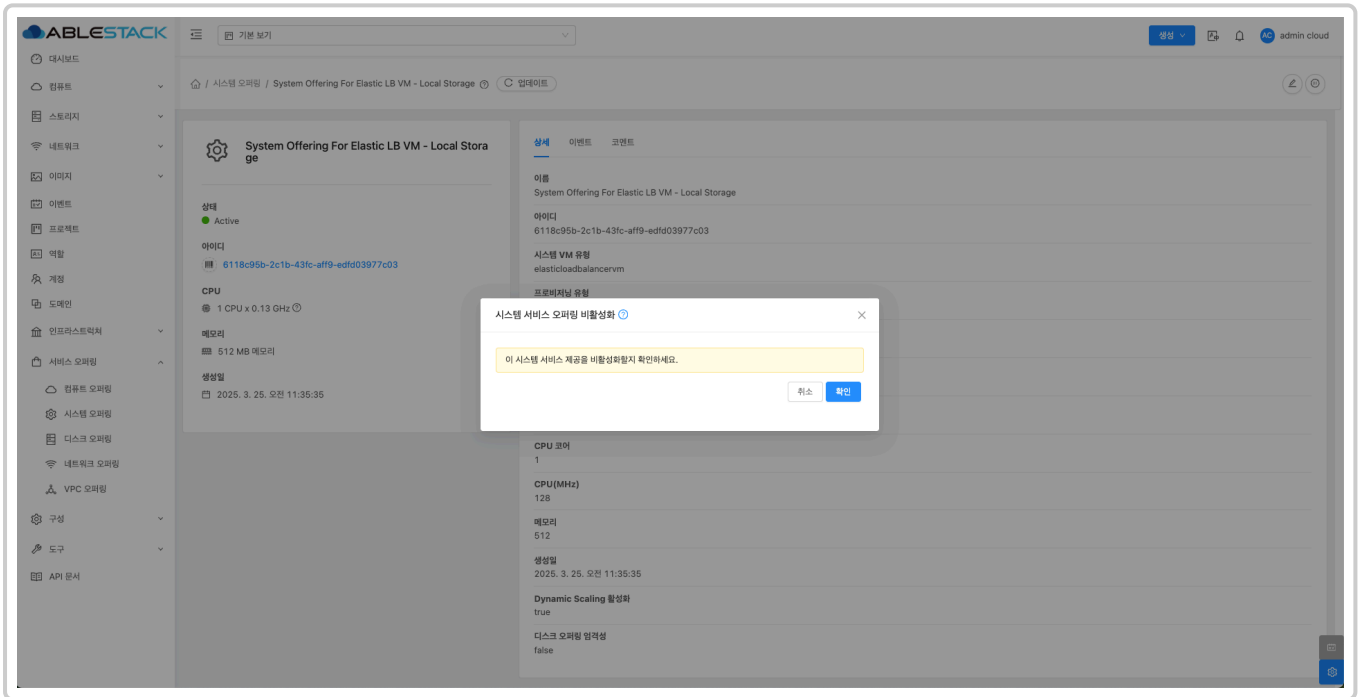 ABLESTACK
기본 보기
생성
AC
admin cloud
대시보드
컴퓨트
스토리지
네트워크
이미지
이벤트
프로젝트
역할
계정
도메인
인프라스트럭쳐
서비스 오퍼링
컴퓨트 오퍼링
시스템 오퍼링
디스크 오퍼링
네트워크 오퍼링
VPC 오퍼링
구성
도구
API 문서
/ 시스템 오퍼링 / System Offering For Elastic LB VM - Local Storage
업데이트
System Offering For Elastic LB VM - Local Stora
ge
상태
Active
아이디
6118c95b-2c1b-43fc-aff9-edfd03977c03
CPU
1 CPU x 0.13 GHz
메모리
512 MB 메모리
생성일
2025. 3. 25. 오전 11:35:35
상세 이벤트 코멘트
이름
System Offering For Elastic LB VM - Local Storage
아이디
6118c95b-2c1b-43fc-aff9-edfd03977c03
시스템 VM 유형
elasticloadbalancervm
프로비저닝 유형
시스템 서비스 오퍼링 비활성화
이 시스템 서비스 제공을 비활성화할지 확인하세요.
취소
확인
CPU 코어
1
CPU(MHz)
128
메모리
512
생성일
2025. 3. 25. 오전 11:35:35
Dynamic Scaling 활성화
true
디스크 오퍼링 엄격성
false